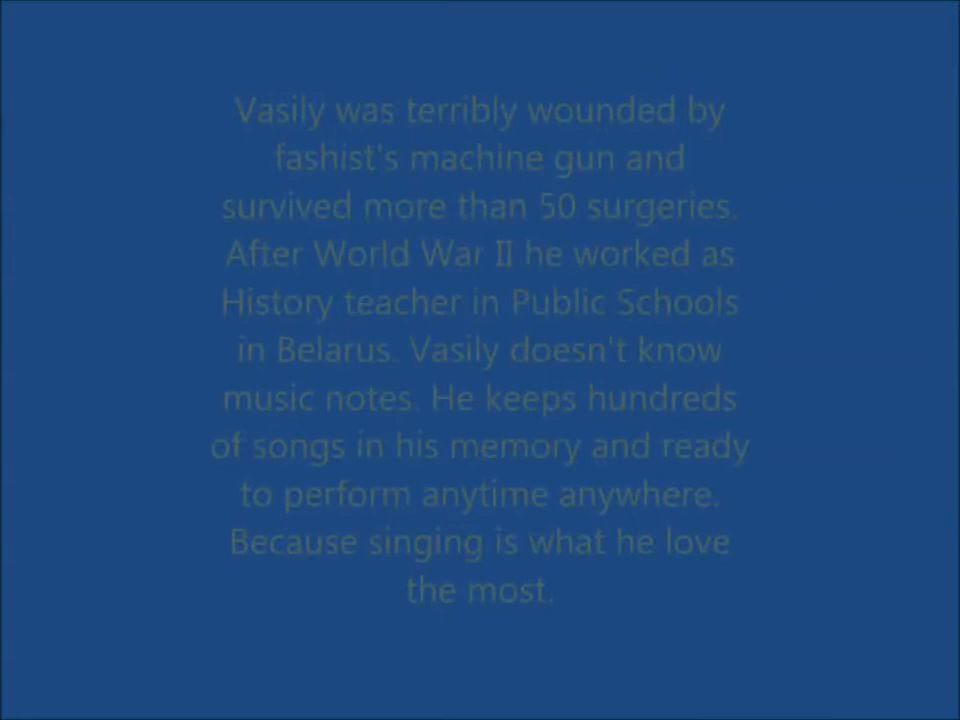 Vasily was terribly wounded by
fashist's machine gun and
survived more than 50 surgeries.
After World War II he worked as
History teacher in Public Schools
in Belarus. Vasily doesn't know
music notes. He keeps hundreds
of songs in his memory and ready
to perform anytime anywhere.
Because singing is what he love
the most.